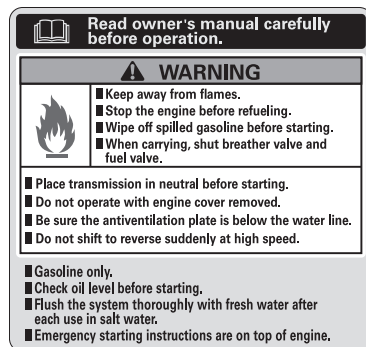 Read owner's manual carefully
before operation.
WARNING
Keep away from flames.
Stop the engine before refueling.
Wipe off spilled gasoline before starting.
When carrying, shut breather valve and
fuel valve.
Place transmission in neutral before starting.
Do not operate with engine cover removed.
Be sure the antiventilation plate is below the water line.
Do not shift to reverse suddenly at high speed.
Gasoline only.
Check oil level before starting.
Flush the system thoroughly with fresh water after
each use in salt water.
Emergency starting instructions are on top of engine.